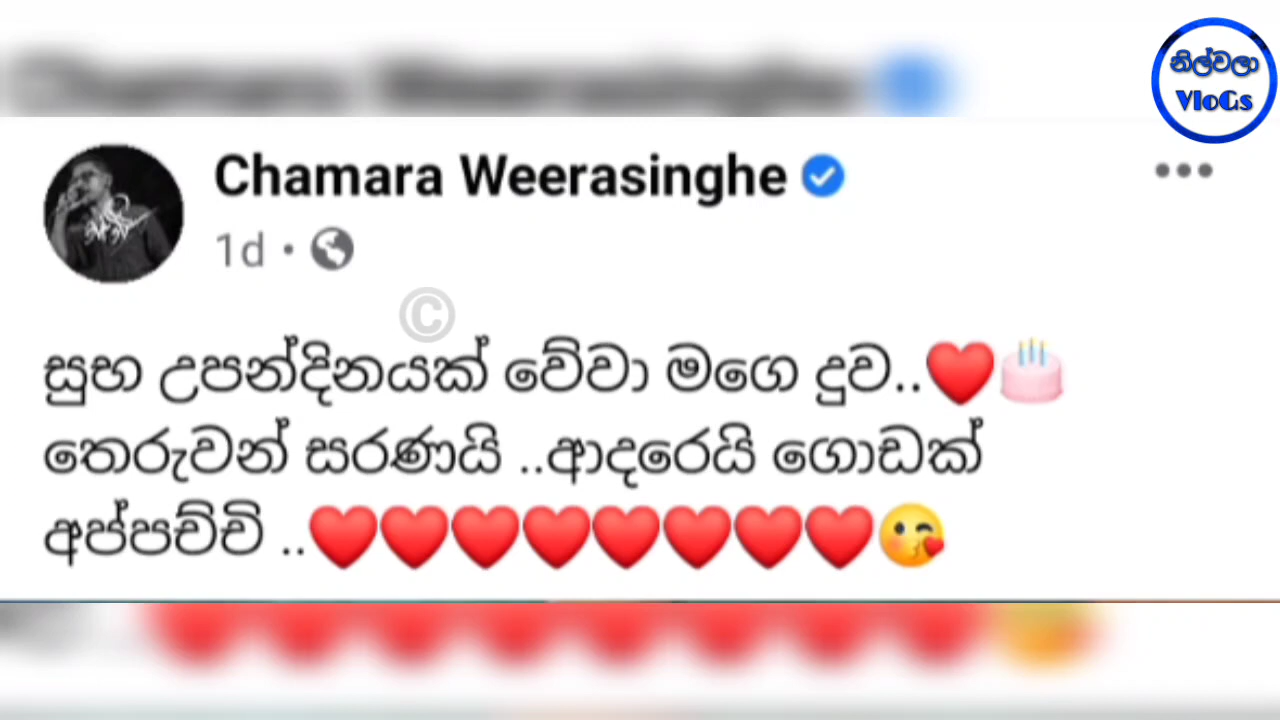 නිල්වලා
VloGs
Chamara Weerasinghe
1d
©
සුභ උපන්දිනයක් වේවා මගෙ දුව..❤️🎂
තෙරුවන් සරණයි ..ආදරෙයි ගොඩක්
අප්පච්චි ..❤️❤️❤️❤️❤️❤️❤️❤️😘